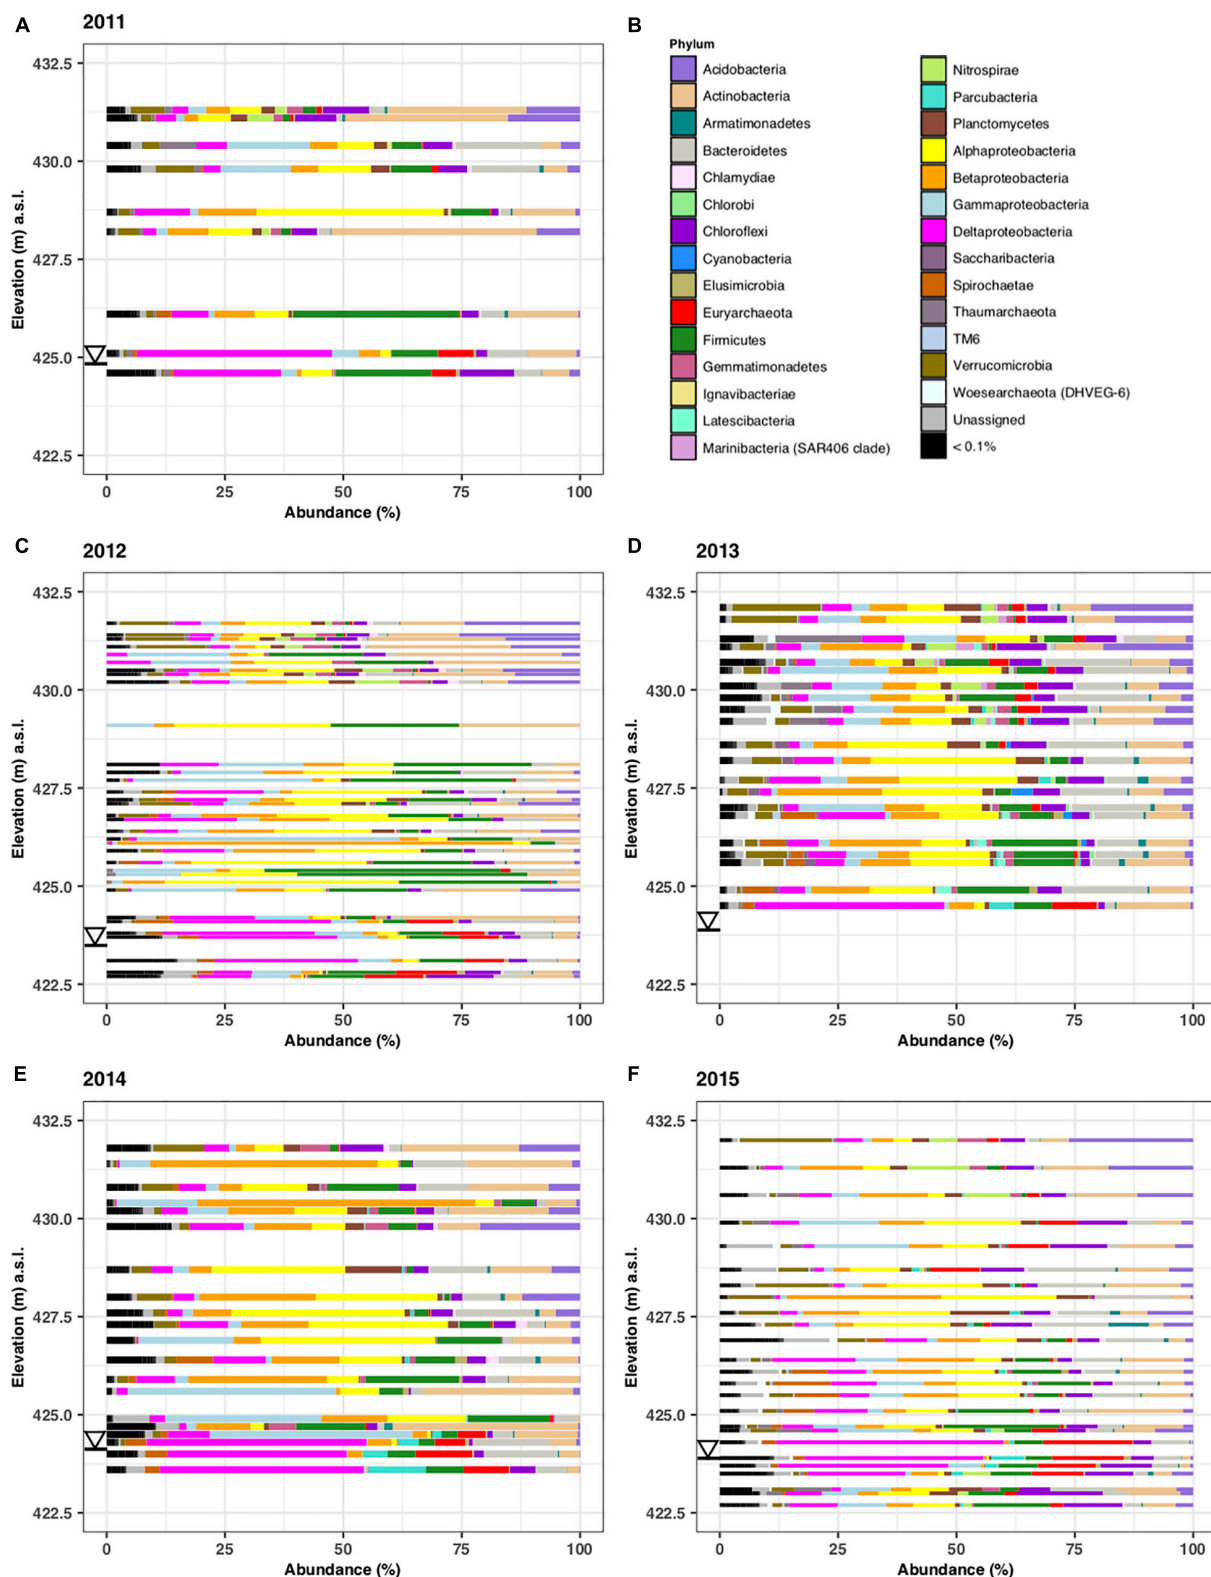 A
2011
Elevation (m) a.s.l.
432.5
430.0
427.5
425.0
422.5
0 25 50 75 100
Abundance (%)
B
Phylum
Acidobacteria
Actinobacteria
Armatimonadetes
Bacteroidetes
Chlamydiae
Chlorobi
Chloroflexi
Cyanobacteria
Elusimicrobia
Euryarchaeota
Firmicutes
Gemmatimonadetes
Ignavibacteriae
Latescibacteria
Marinibacteria (SAR406 clade)
Nitrospirae
Parcubacteria
Planctomycetes
Alphaproteobacteria
Betaproteobacteria
Gammaproteobacteria
Deltaproteobacteria
Saccharibacteria
Spirochaetae
Thaumarchaeota
TM6
Verrucomicrobia
Woesearchaeota (DHVEG-6)
Unassigned
< 0.1%
C
2012
Elevation (m) a.s.l.
432.5
430.0
427.5
425.0
422.5
0 25 50 75 100
Abundance (%)
D
2013
Elevation (m) a.s.l.
432.5
430.0
427.5
425.0
422.5
0 25 50 75 100
Abundance (%)
E
2014
Elevation (m) a.s.l.
432.5
430.0
427.5
425.0
422.5
0 25 50 75 100
Abundance (%)
F
2015
Elevation (m) a.s.l.
432.5
430.0
427.5
425.0
422.5
0 25 50 75 100
Abundance (%)